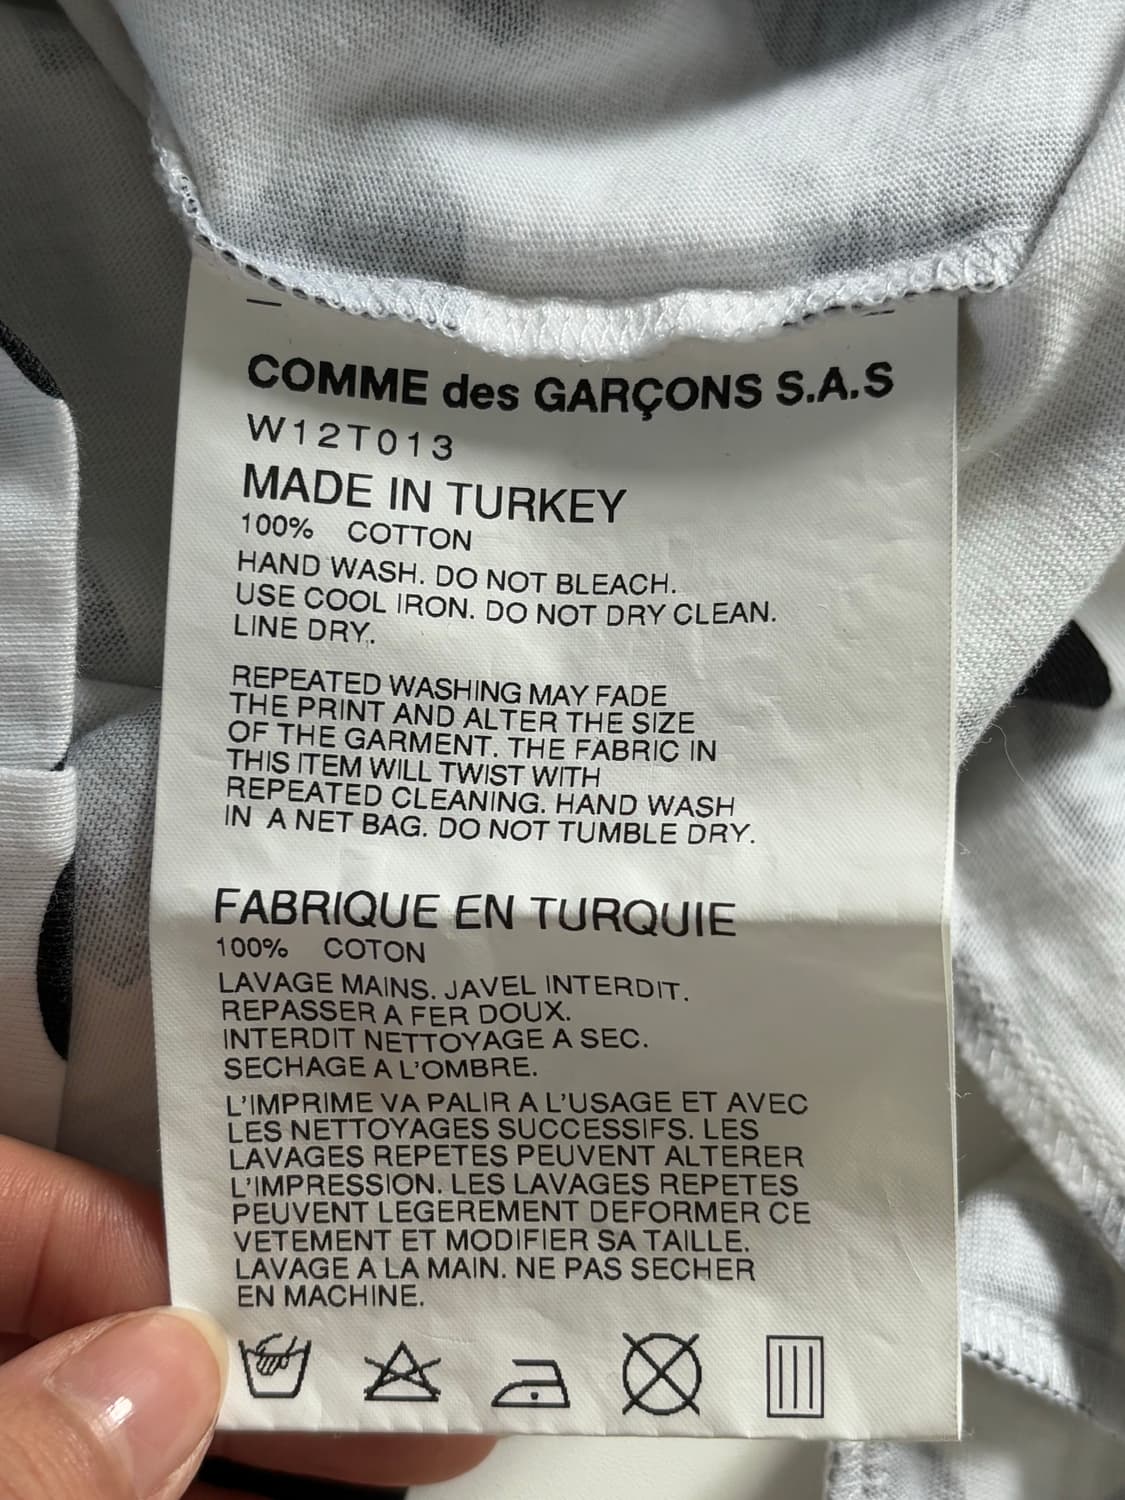 COMME des GARÇONS S.A.S
W12T013
MADE IN TURKEY
100% COTTON
HAND WASH. DO NOT BLEACH.
USE COOL IRON. DO NOT DRY CLEAN.
LINE DRY.
REPEATED WASHING MAY FADE
THE PRINT AND ALTER THE SIZE
OF THE GARMENT. THE FABRIC IN
THIS ITEM WILL TWIST WITH
REPEATED CLEANING. HAND WASH
IN A NET BAG. DO NOT TUMBLE DRY.
FABRIQUE EN TURQUIE
100% COTON
LAVAGE MAINS. JAVEL INTERDIT.
REPASSER A FER DOUX.
INTERDIT NETTOYAGE A SEC.
SECHAGE A L'OMBRE.
L'IMPRIME VA PALIR A L'USAGE ET AVEC
LES NETTOYAGES SUCCESSIFS. LES
LAVAGES REPETES PEUVENT ALTERER
L'IMPRESSION. LES LAVAGES REPETES
PEUVENT LEGEREMENT DEFORMER CE
VETEMENT ET MODIFIER SA TAILLE.
LAVAGE A LA MAIN. NE PAS SECHER
EN MACHINE.